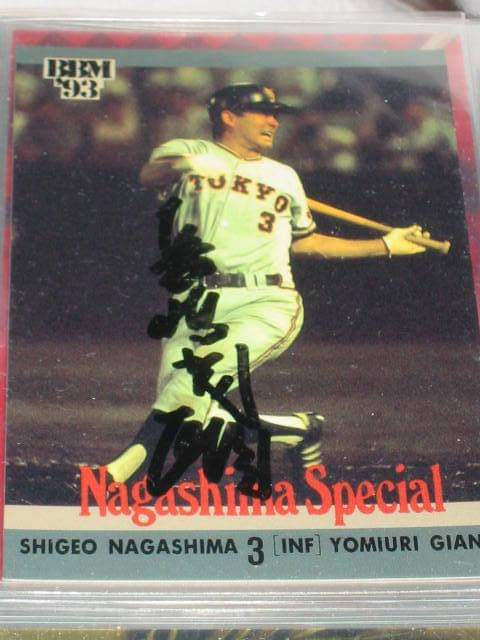 BBM
'93
TOKYO
3
Nagashima Special
SHIGEO NAGASHIMA 3 [INF] YOMIURI GIAN